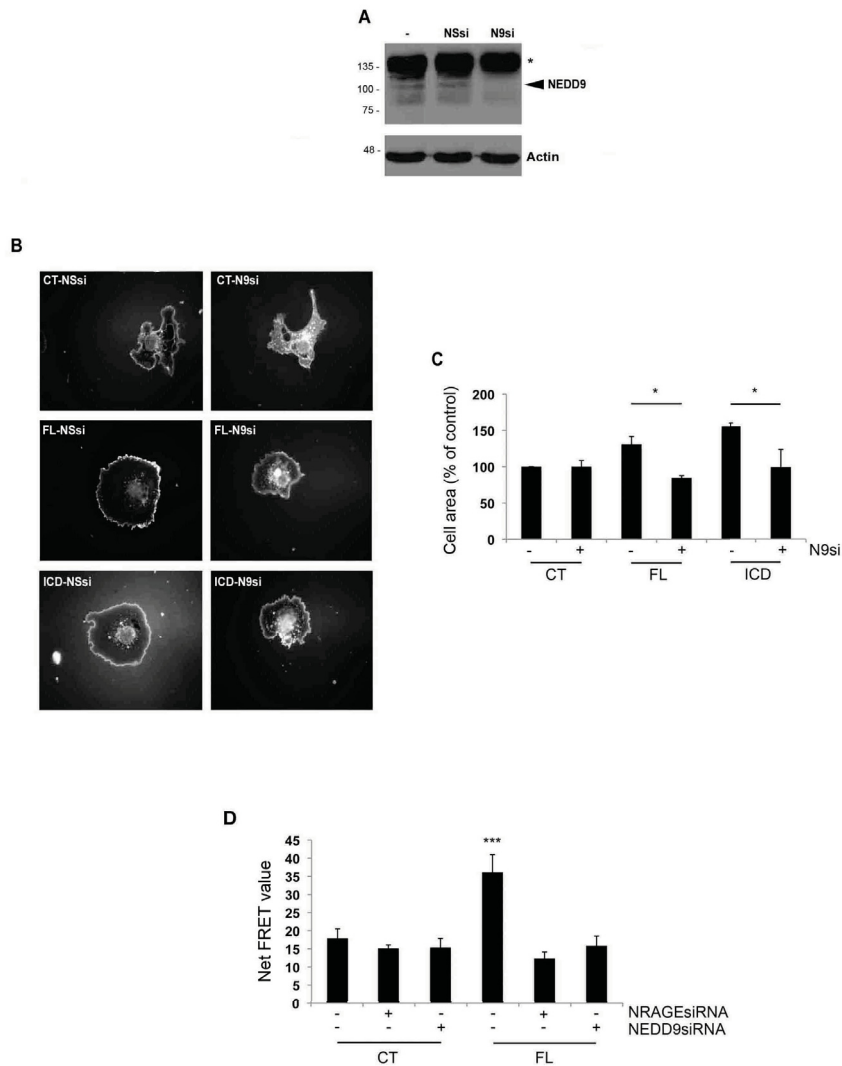 A
- NSsi N9si
135 -
*
100 -
NEDD9
75 -
48 -
Actin
B
CT-NSsi CT-N9si
FL-NSsi FL-N9si
ICD-NSsi ICD-N9si
C
Cell area (% of control)
200
150
100
50
0
* *
- + - + - + N9si
CT FL ICD
D
Net FRET value
45
40
35
30
25
20
15
10
5
0
***
- + - - + - NRAGEsiRNA
- - + - - + NEDD9siRNA
CT FL